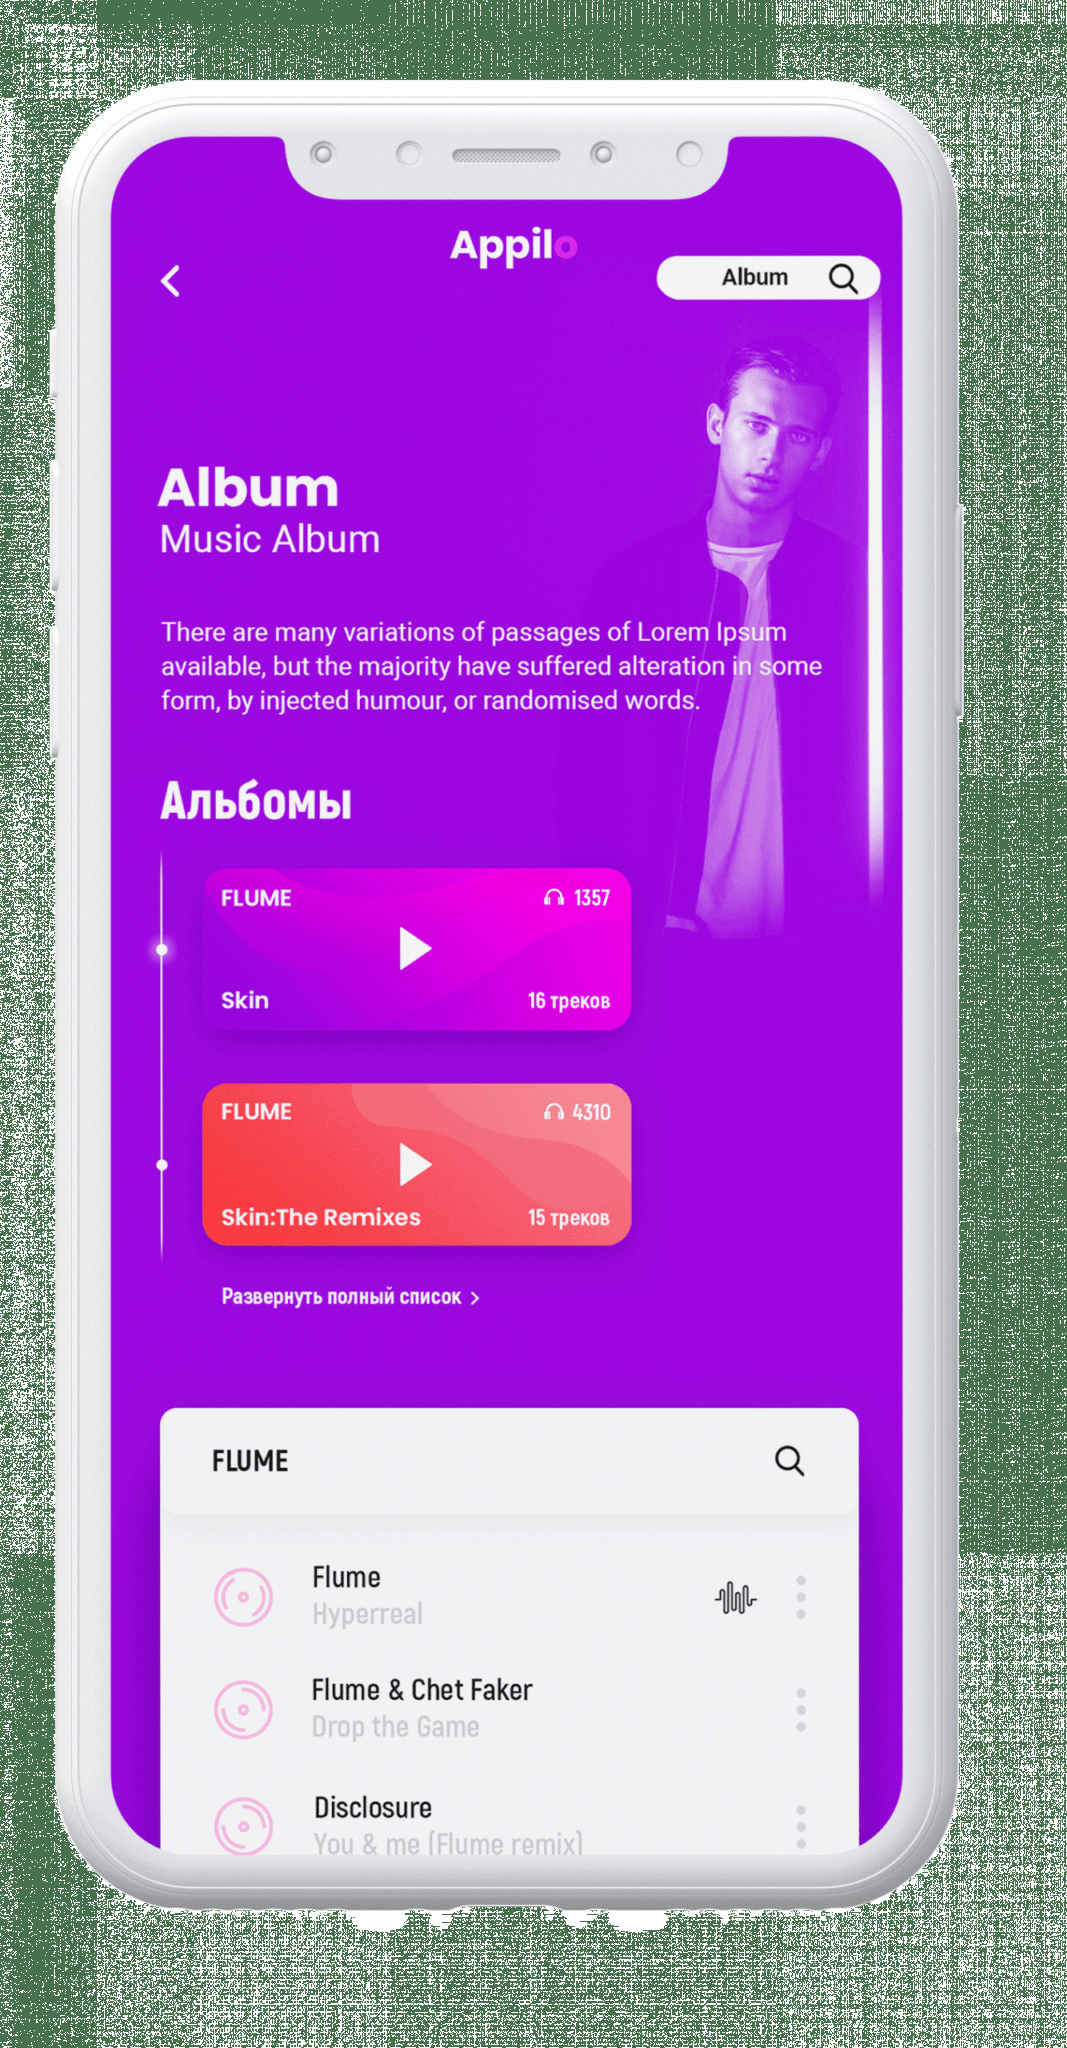 Appilo
Album
Album
Music Album
There are many variations of passages of Lorem Ipsum
available, but the majority have suffered alteration in some
form, by injected humour, or randomised words.
Альбомы
FLUME 1357
Skin 16 треков
FLUME 4310
Skin:The Remixes 15 треков
Развернуть полный список >
FLUME
Flume
Hyperreal
Flume & Chet Faker
Drop the Game
Disclosure
You & me (Flume remix)